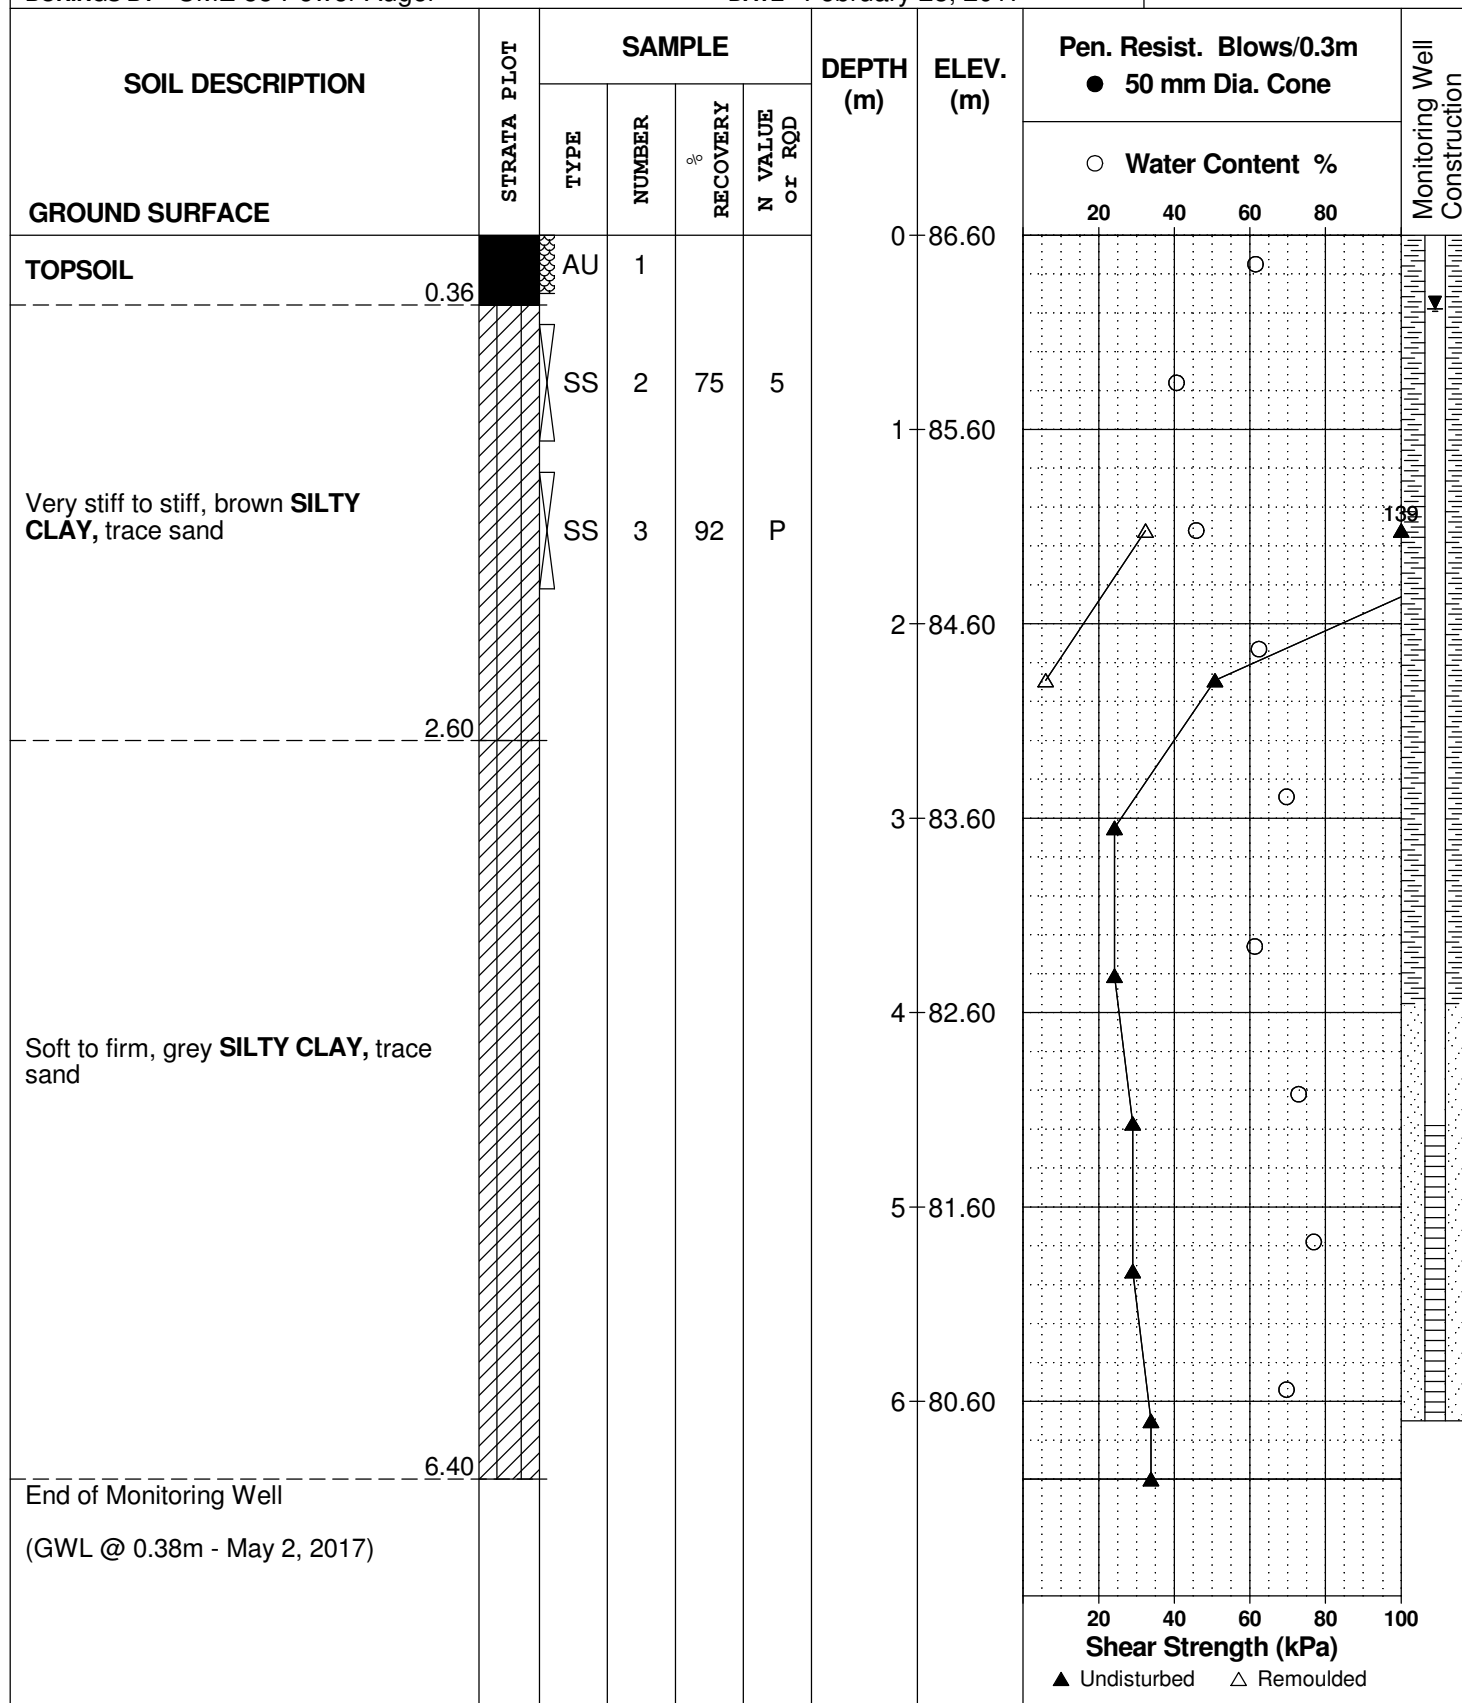 SOIL DESCRIPTION
GROUND SURFACE
STRATA PLOT
SAMPLE
TYPE
NUMBER
%
RECOVERY
N VALUE
or RQD
DEPTH
(m)
ELEV.
(m)
Pen. Resist. Blows/0.3m
● 50 mm Dia. Cone
○ Water Content %
20 40 60 80
Monitoring Well
Construction
0 86.60
TOPSOIL
0.36
AU 1
SS 2 75 5
1 85.60
Very stiff to stiff, brown SILTY
CLAY, trace sand
SS 3 92 P
139
2 84.60
2.60
3 83.60
4 82.60
Soft to firm, grey SILTY CLAY, trace
sand
5 81.60
6 80.60
6.40
End of Monitoring Well
(GWL @ 0.38m - May 2, 2017)
20 40 60 80 100
Shear Strength (kPa)
▲ Undisturbed △ Remoulded